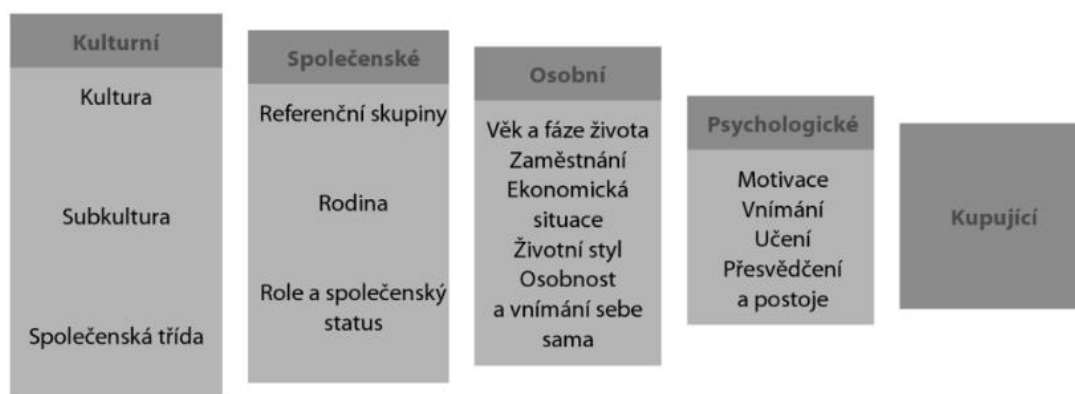 Kulturní
Kultura
Subkultura
Společenská třída
Společenské
Referenční skupiny
Rodina
Role a společenský
status
Osobní
Věk a fáze života
Zaměstnání
Ekonomická
situace
Životní styl
Osobnost
a vnímání sebe
sama
Psychologické
Motivace
Vnímání
Učení
Přesvědčení
a postoje
Kupující